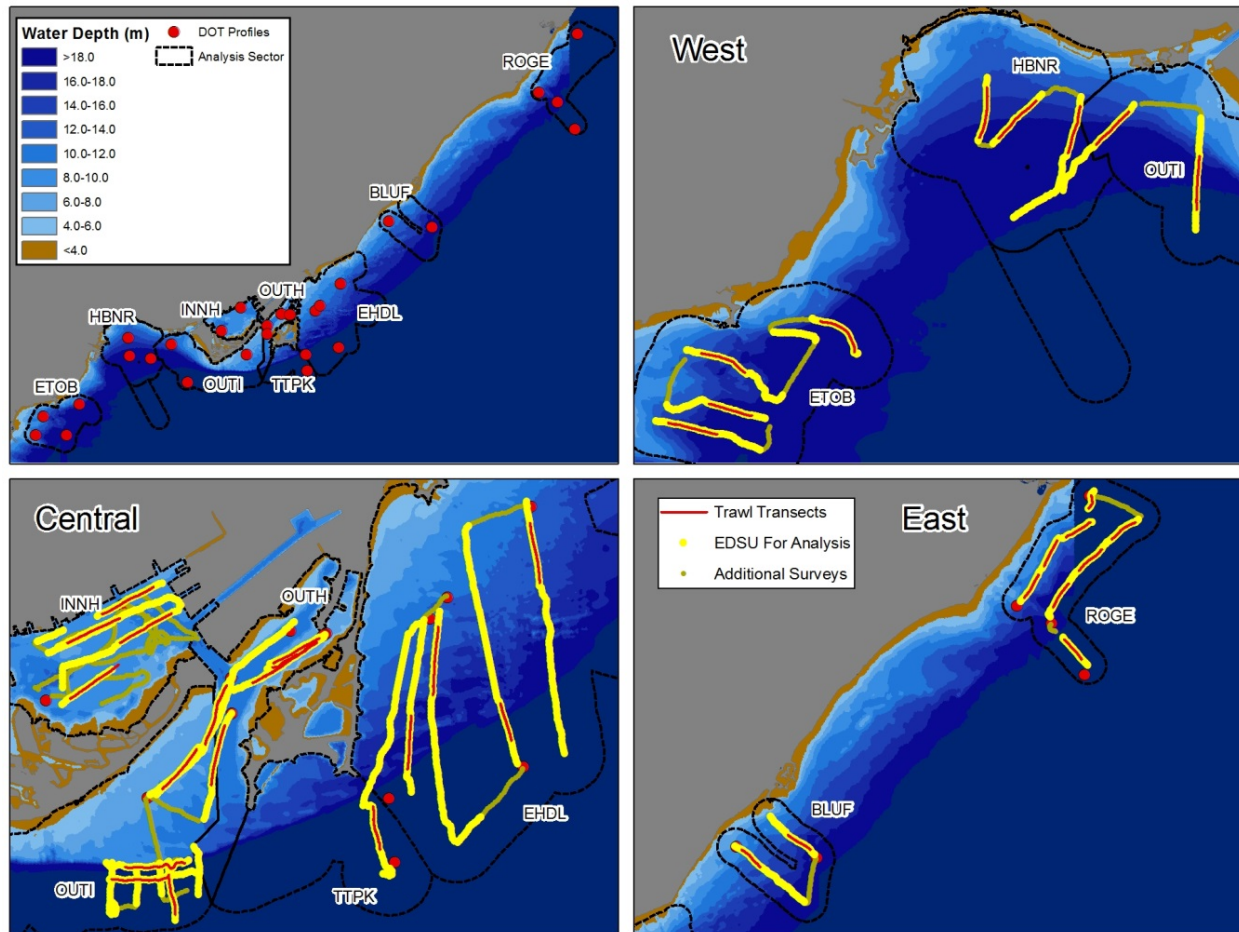 Water Depth (m)
>18.0
16.0-18.0
14.0-16.0
12.0-14.0
10.0-12.0
8.0-10.0
6.0-8.0
4.0-6.0
<4.0
DOT Profiles
Analysis Sector
ROGE
BLUF
OUTH
INNH
EHDL
HBNR
OUTI
TTPK
ETOB
West
HBNR
OUTI
ETOB
Central
INNH
OUTH
EHDL
OUTI
TTPK
Trawl Transects
EDSU For Analysis
Additional Surveys
East
ROGE
BLUF